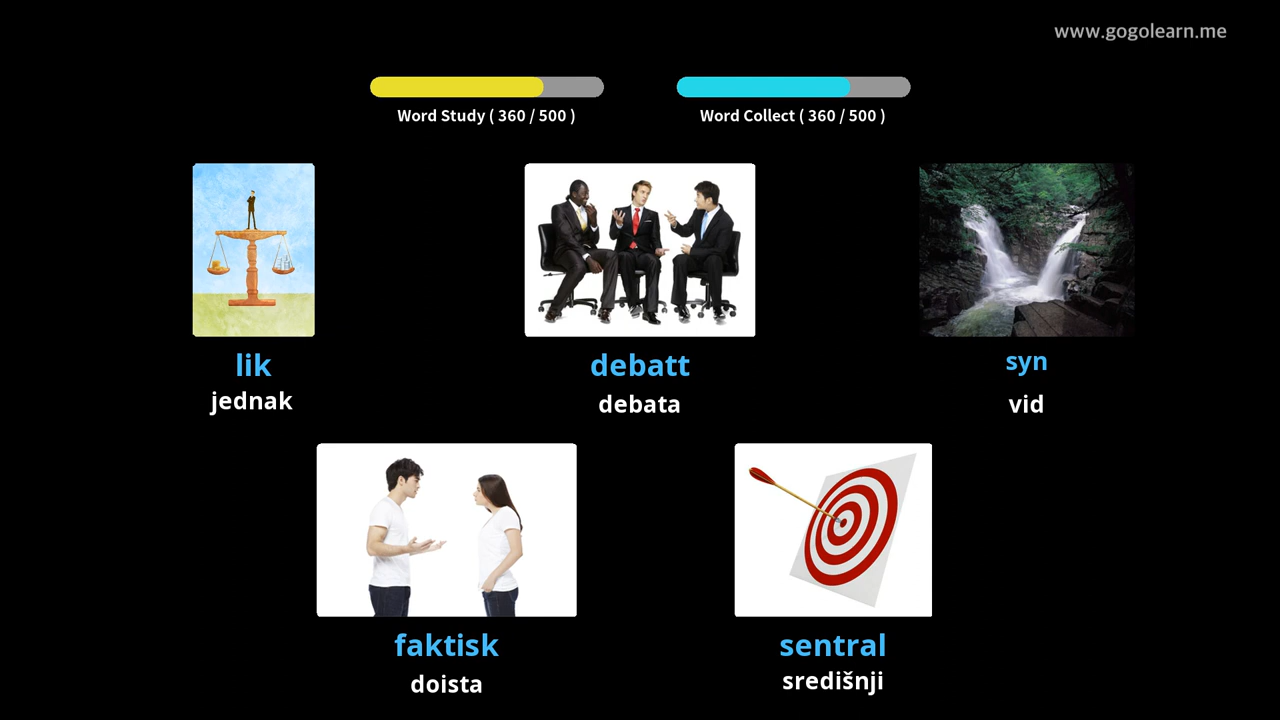 www.gogolearn.me
Word Study ( 360 / 500 )
Word Collect ( 360 / 500 )
lik
jednak
debatt
debata
syn
vid
faktisk
doista
sentral
središnji